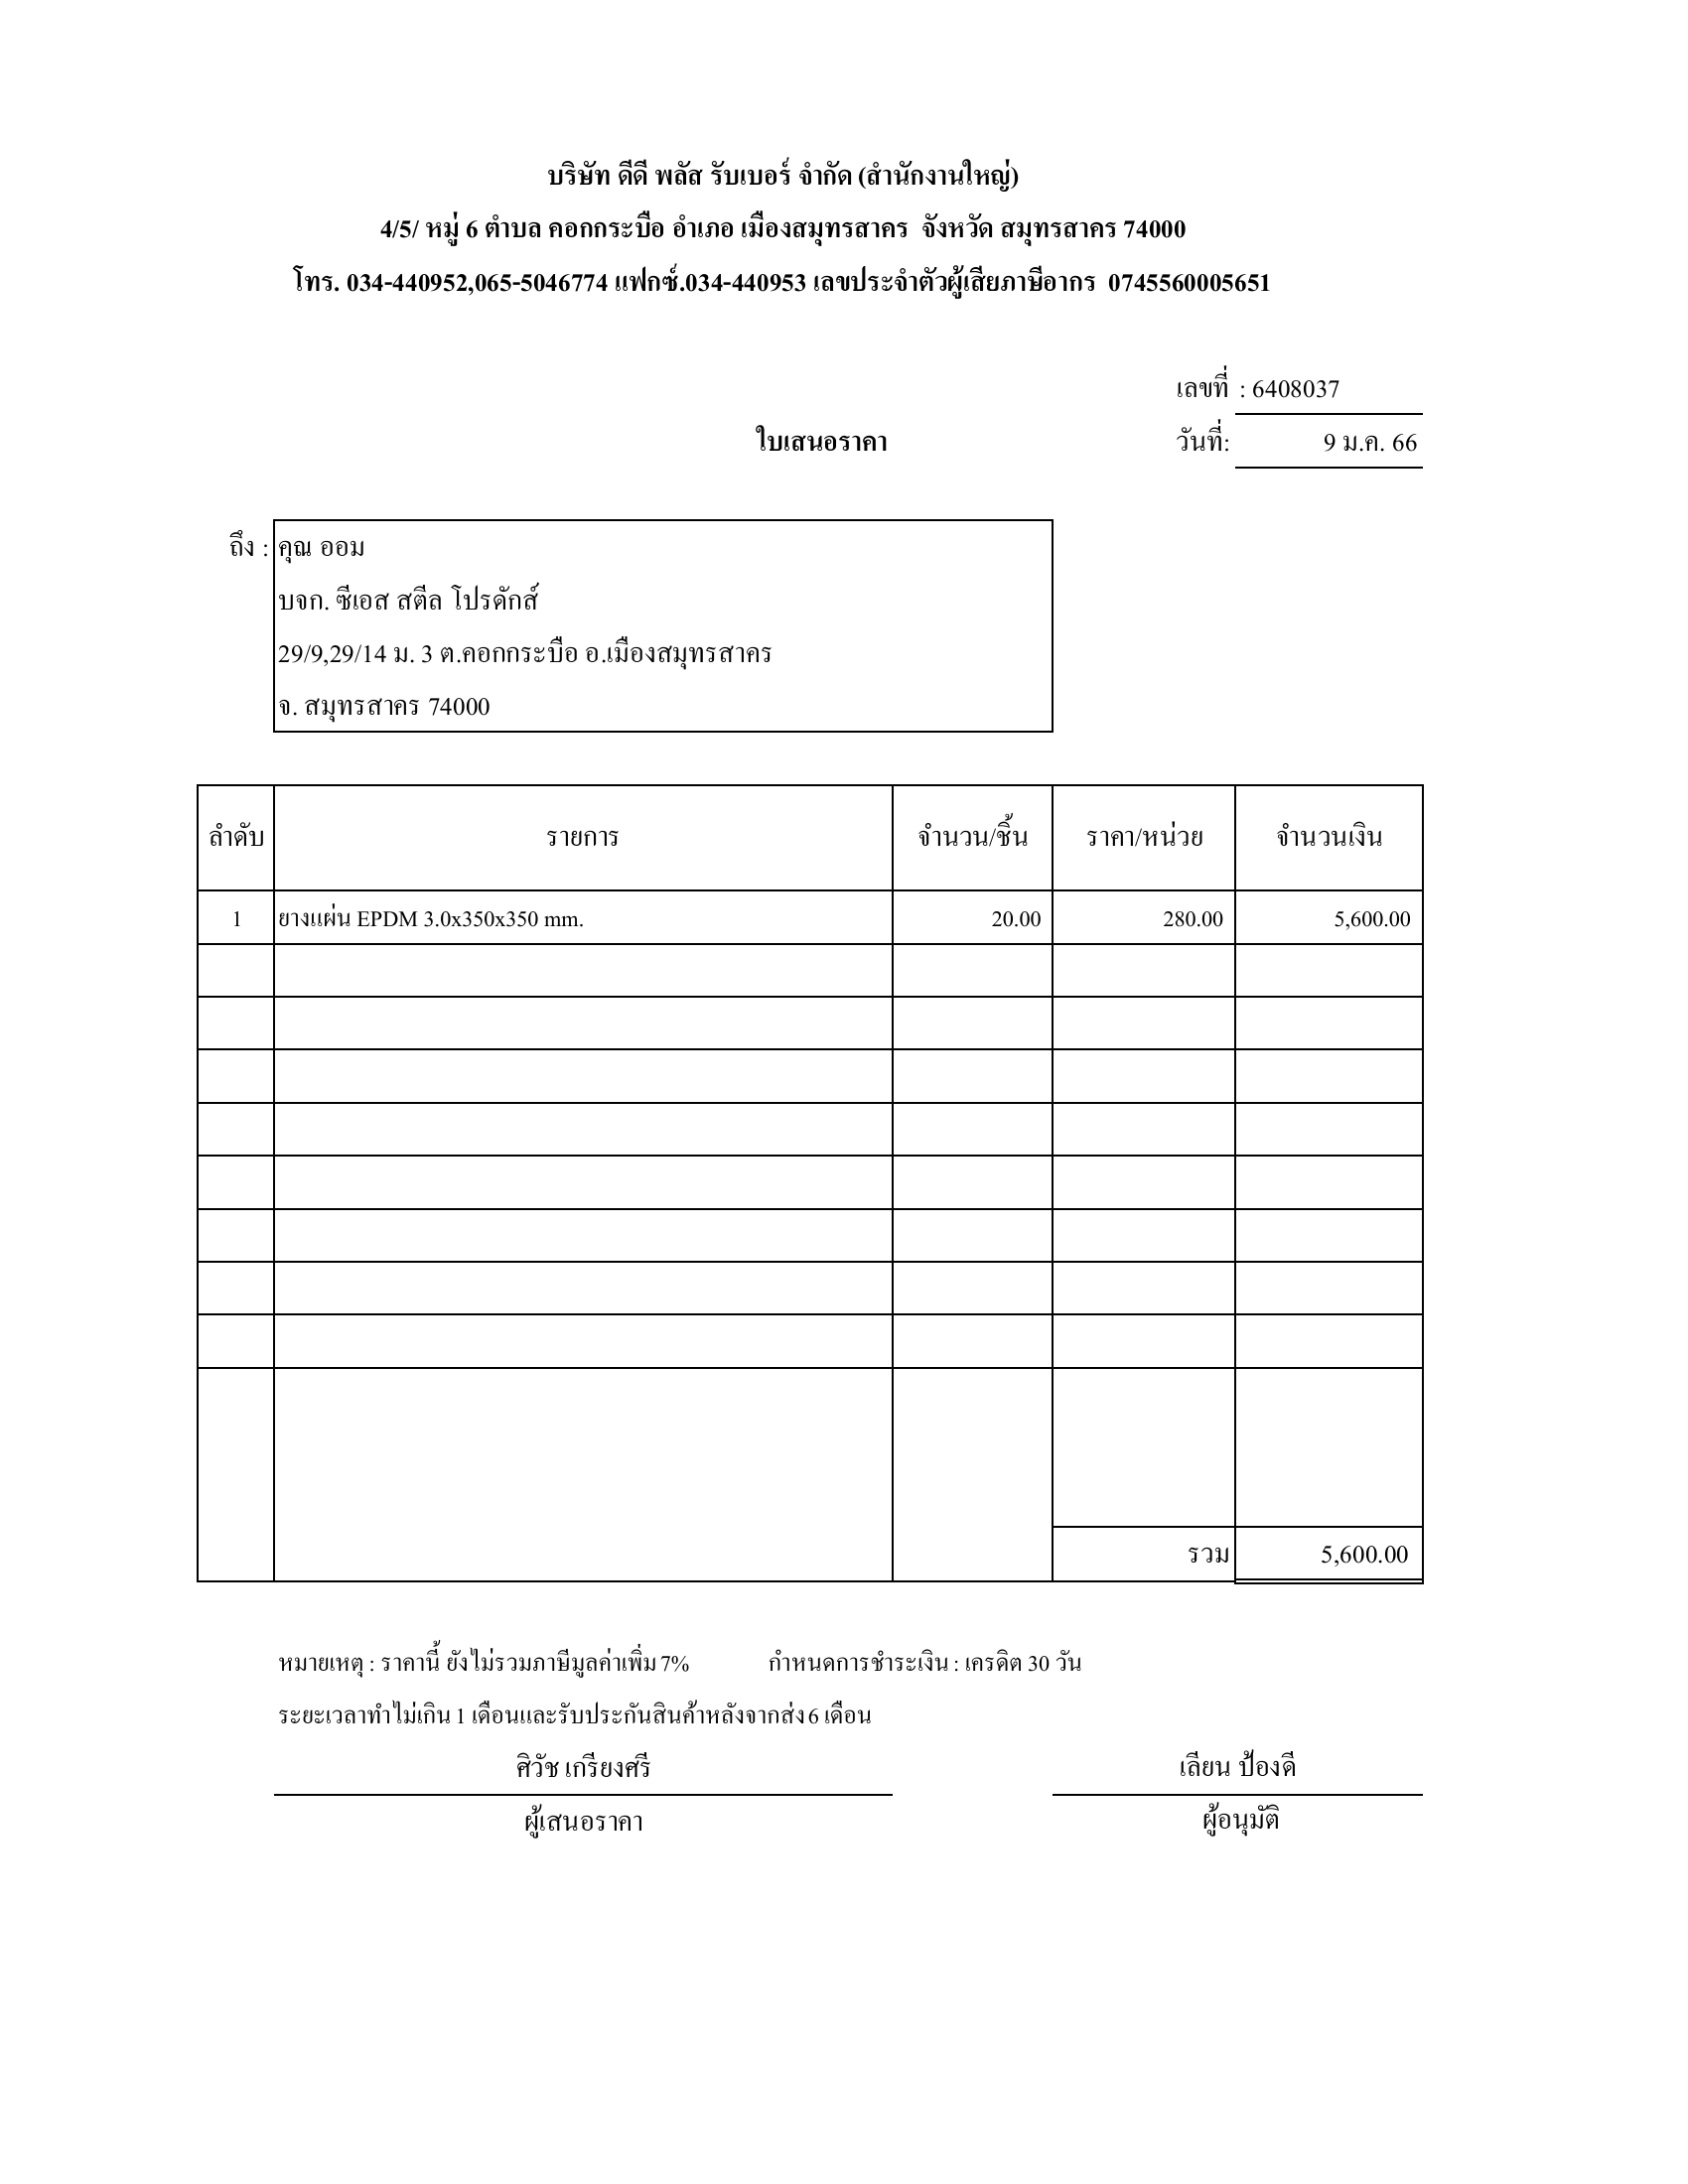 บริษัท ดีดี พลัส รับเบอร์ จำกัด (สำนักงานใหญ่)
4/5/ หมู่ 6 ตำบล คอกกระบือ อำเภอ เมืองสมุทรสาคร จังหวัด สมุทรสาคร 74000
โทร. 034-440952,065-5046774 แฟกซ์.034-440953 เลขประจำตัวผู้เสียภาษีอากร 0745560005651
เลขที่ : 6408037
ใบเสนอราคา วันที่: 9 ม.ค. 66
ถึง : คุณ ออม
บจก. ซีเอส สตีล โปรดักส์
29/9,29/14 ม. 3 ต.คอกกระบือ อ.เมืองสมุทรสาคร
จ. สมุทรสาคร 74000
ลำดับ รายการ จำนวน/ชิ้น ราคา/หน่วย จำนวนเงิน
1 ยางแผ่น EPDM 3.0x350x350 mm. 20.00 280.00 5,600.00
รวม 5,600.00
หมายเหตุ : ราคานี้ ยังไม่รวมภาษีมูลค่าเพิ่ม 7% กำหนดการชำระเงิน : เครดิต 30 วัน
ระยะเวลาทำไม่เกิน 1 เดือนและรับประกันสินค้าหลังจากส่ง 6 เดือน
ศิวัช เกรียงศรี เลียน ป้องดี
ผู้เสนอราคา ผู้อนุมัติ